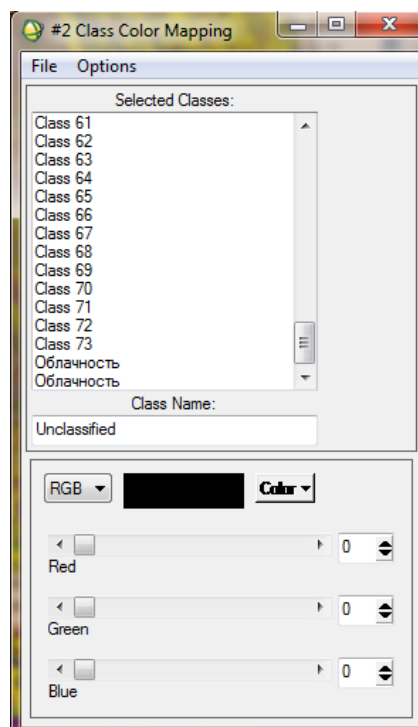 #2 Class Color Mapping
File Options
Selected Classes:
Class 61
Class 62
Class 63
Class 64
Class 65
Class 66
Class 67
Class 68
Class 69
Class 70
Class 71
Class 72
Class 73
Облачность
Облачность
Class Name:
Unclassified
RGB Color
0
Red
0
Green
0
Blue